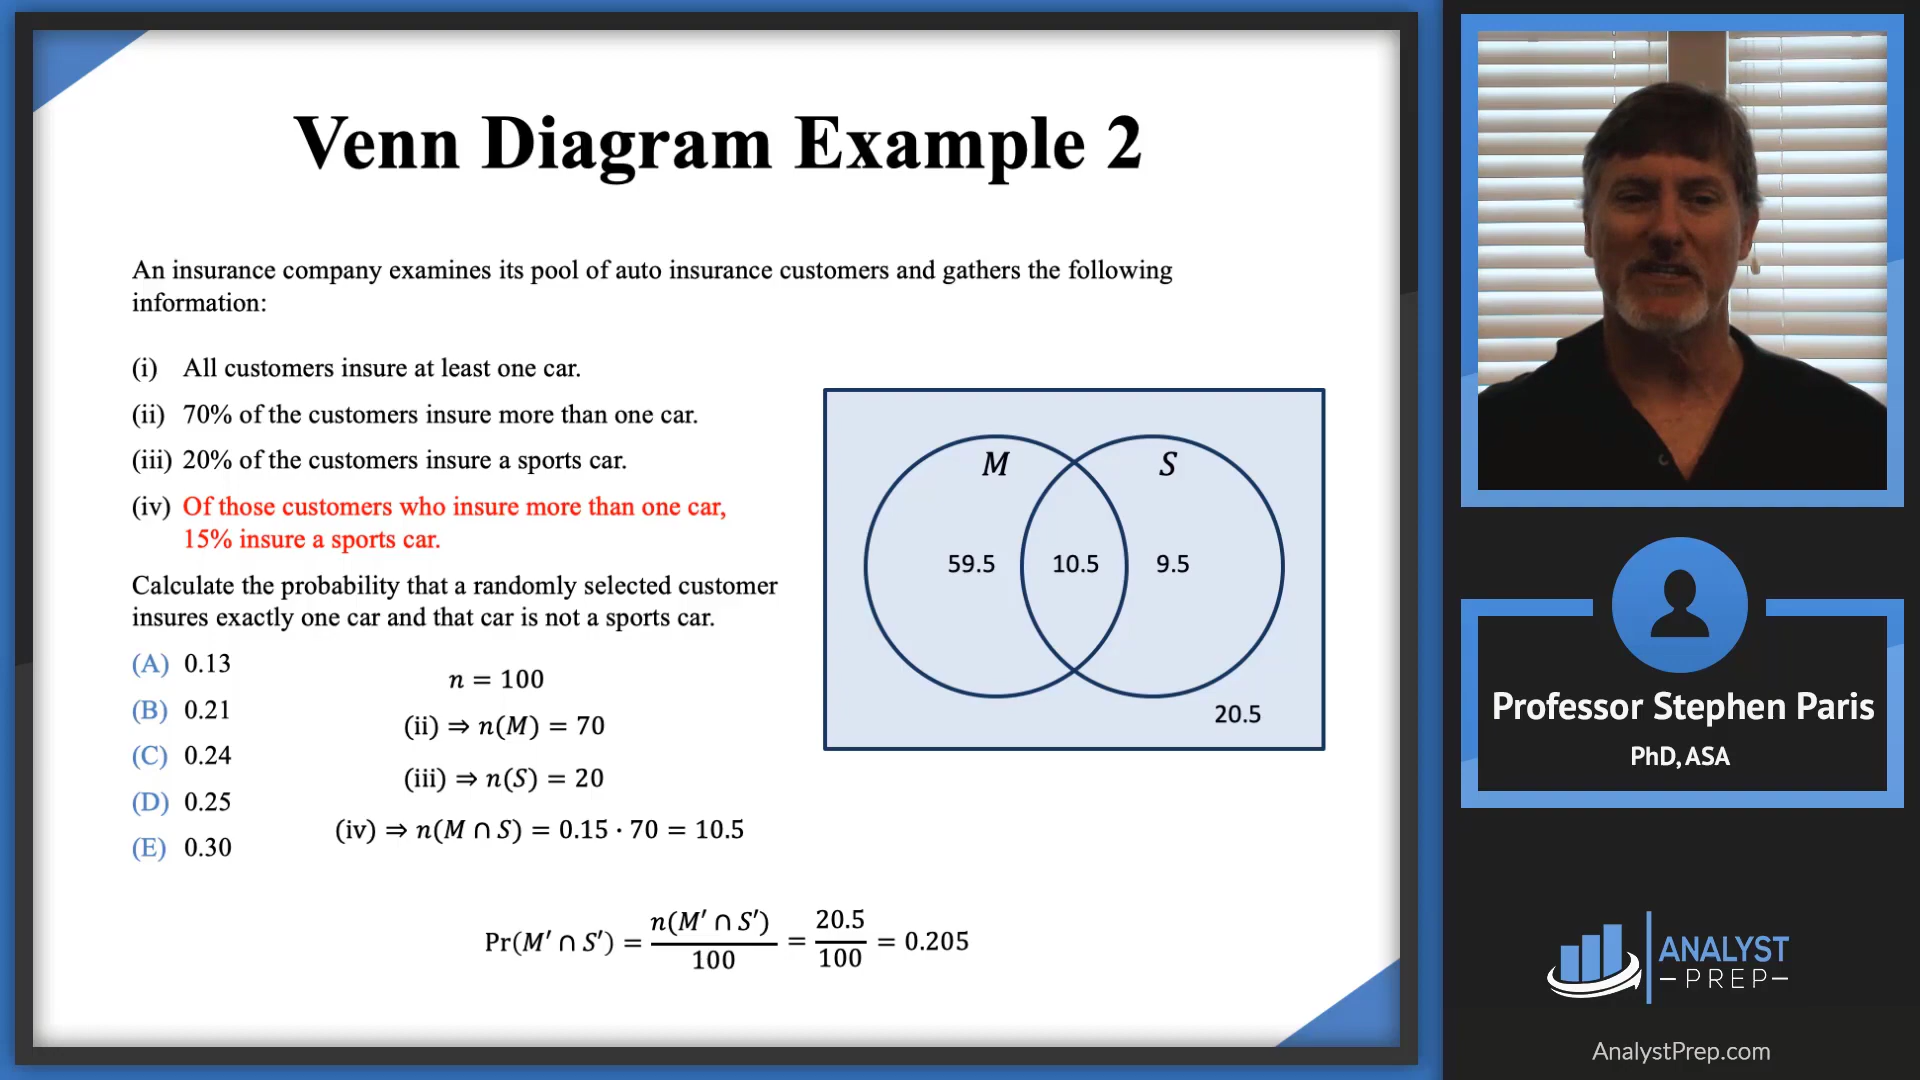 Venn Diagram Example 2
An insurance company examines its pool of auto insurance customers and gathers the following
information:
(i) All customers insure at least one car.
(ii) 70% of the customers insure more than one car.
(iii) 20% of the customers insure a sports car.
(iv) Of those customers who insure more than one car,
15% insure a sports car.
Calculate the probability that a randomly selected customer
insures exactly one car and that car is not a sports car.
(A) 0.13
(B) 0.21
(C) 0.24
(D) 0.25
(E) 0.30
n = 100
(ii) ⇒ n(M) = 70
(iii) ⇒ n(S) = 20
(iv) ⇒ n(M ∩ S) = 0.15 · 70 = 10.5
M S
59.5 10.5 9.5
20.5
Pr(M′ ∩ S′) = n(M′ ∩ S′)/100 = 20.5/100 = 0.205
Professor Stephen Paris
PhD, ASA
ANALYST
PREP
AnalystPrep.com